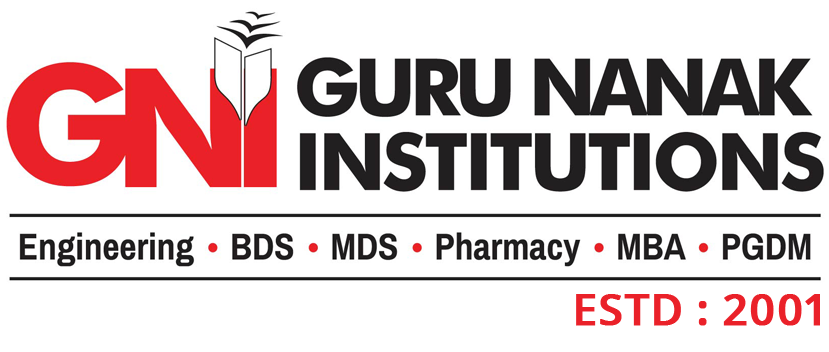 GNI
GURU NANAK
INSTITUTIONS
Engineering • BDS • MDS • Pharmacy • MBA • PGDM
ESTD : 2001